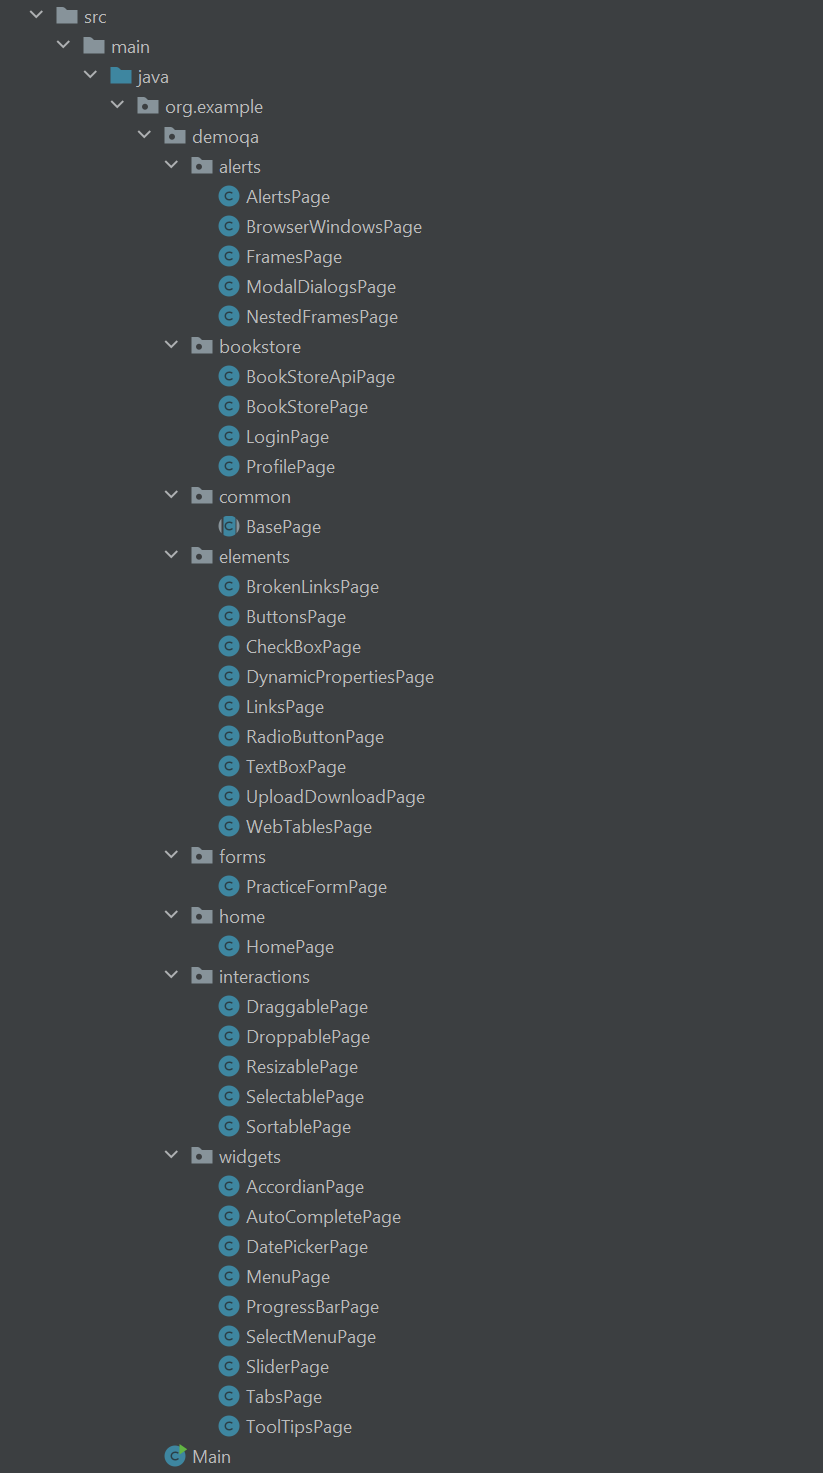 src
main
java
org.example
demoqa
alerts
AlertsPage
BrowserWindowsPage
FramesPage
ModalDialogsPage
NestedFramesPage
bookstore
BookStoreApiPage
BookStorePage
LoginPage
ProfilePage
common
BasePage
elements
BrokenLinksPage
ButtonsPage
CheckBoxPage
DynamicPropertiesPage
LinksPage
RadioButtonPage
TextBoxPage
UploadDownloadPage
WebTablesPage
forms
PracticeFormPage
home
HomePage
interactions
DraggablePage
DroppablePage
ResizablePage
SelectablePage
SortablePage
widgets
AccordianPage
AutoCompletePage
DatePickerPage
MenuPage
ProgressBarPage
SelectMenuPage
SliderPage
TabsPage
ToolTipsPage
Main